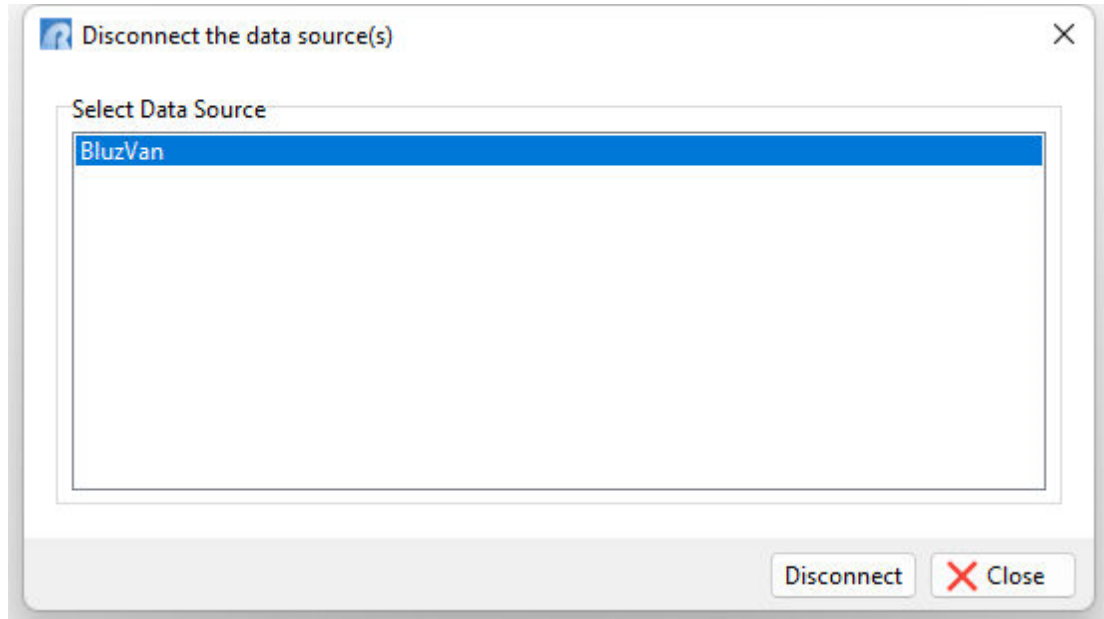 Disconnect the data source(s)
Select Data Source
BluzVan
Disconnect
Close